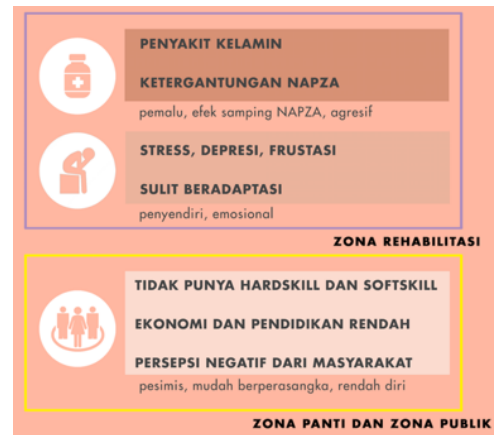 PENYAKIT KELAMIN
KETERGANTUNGAN NAPZA
pemalu, efek samping NAPZA, agresif
STRESS, DEPRESI, FRUSTASI
SULIT BERADAPTASI
penyendiri, emosional
ZONA REHABILITASI
TIDAK PUNYA HARDSKILL DAN SOFTSKILL
EKONOMI DAN PENDIDIKAN RENDAH
PERSEPSI NEGATIF DARI MASYARAKAT
pesimis, mudah berperasangka, rendah diri
ZONA PANTI DAN ZONA PUBLIK